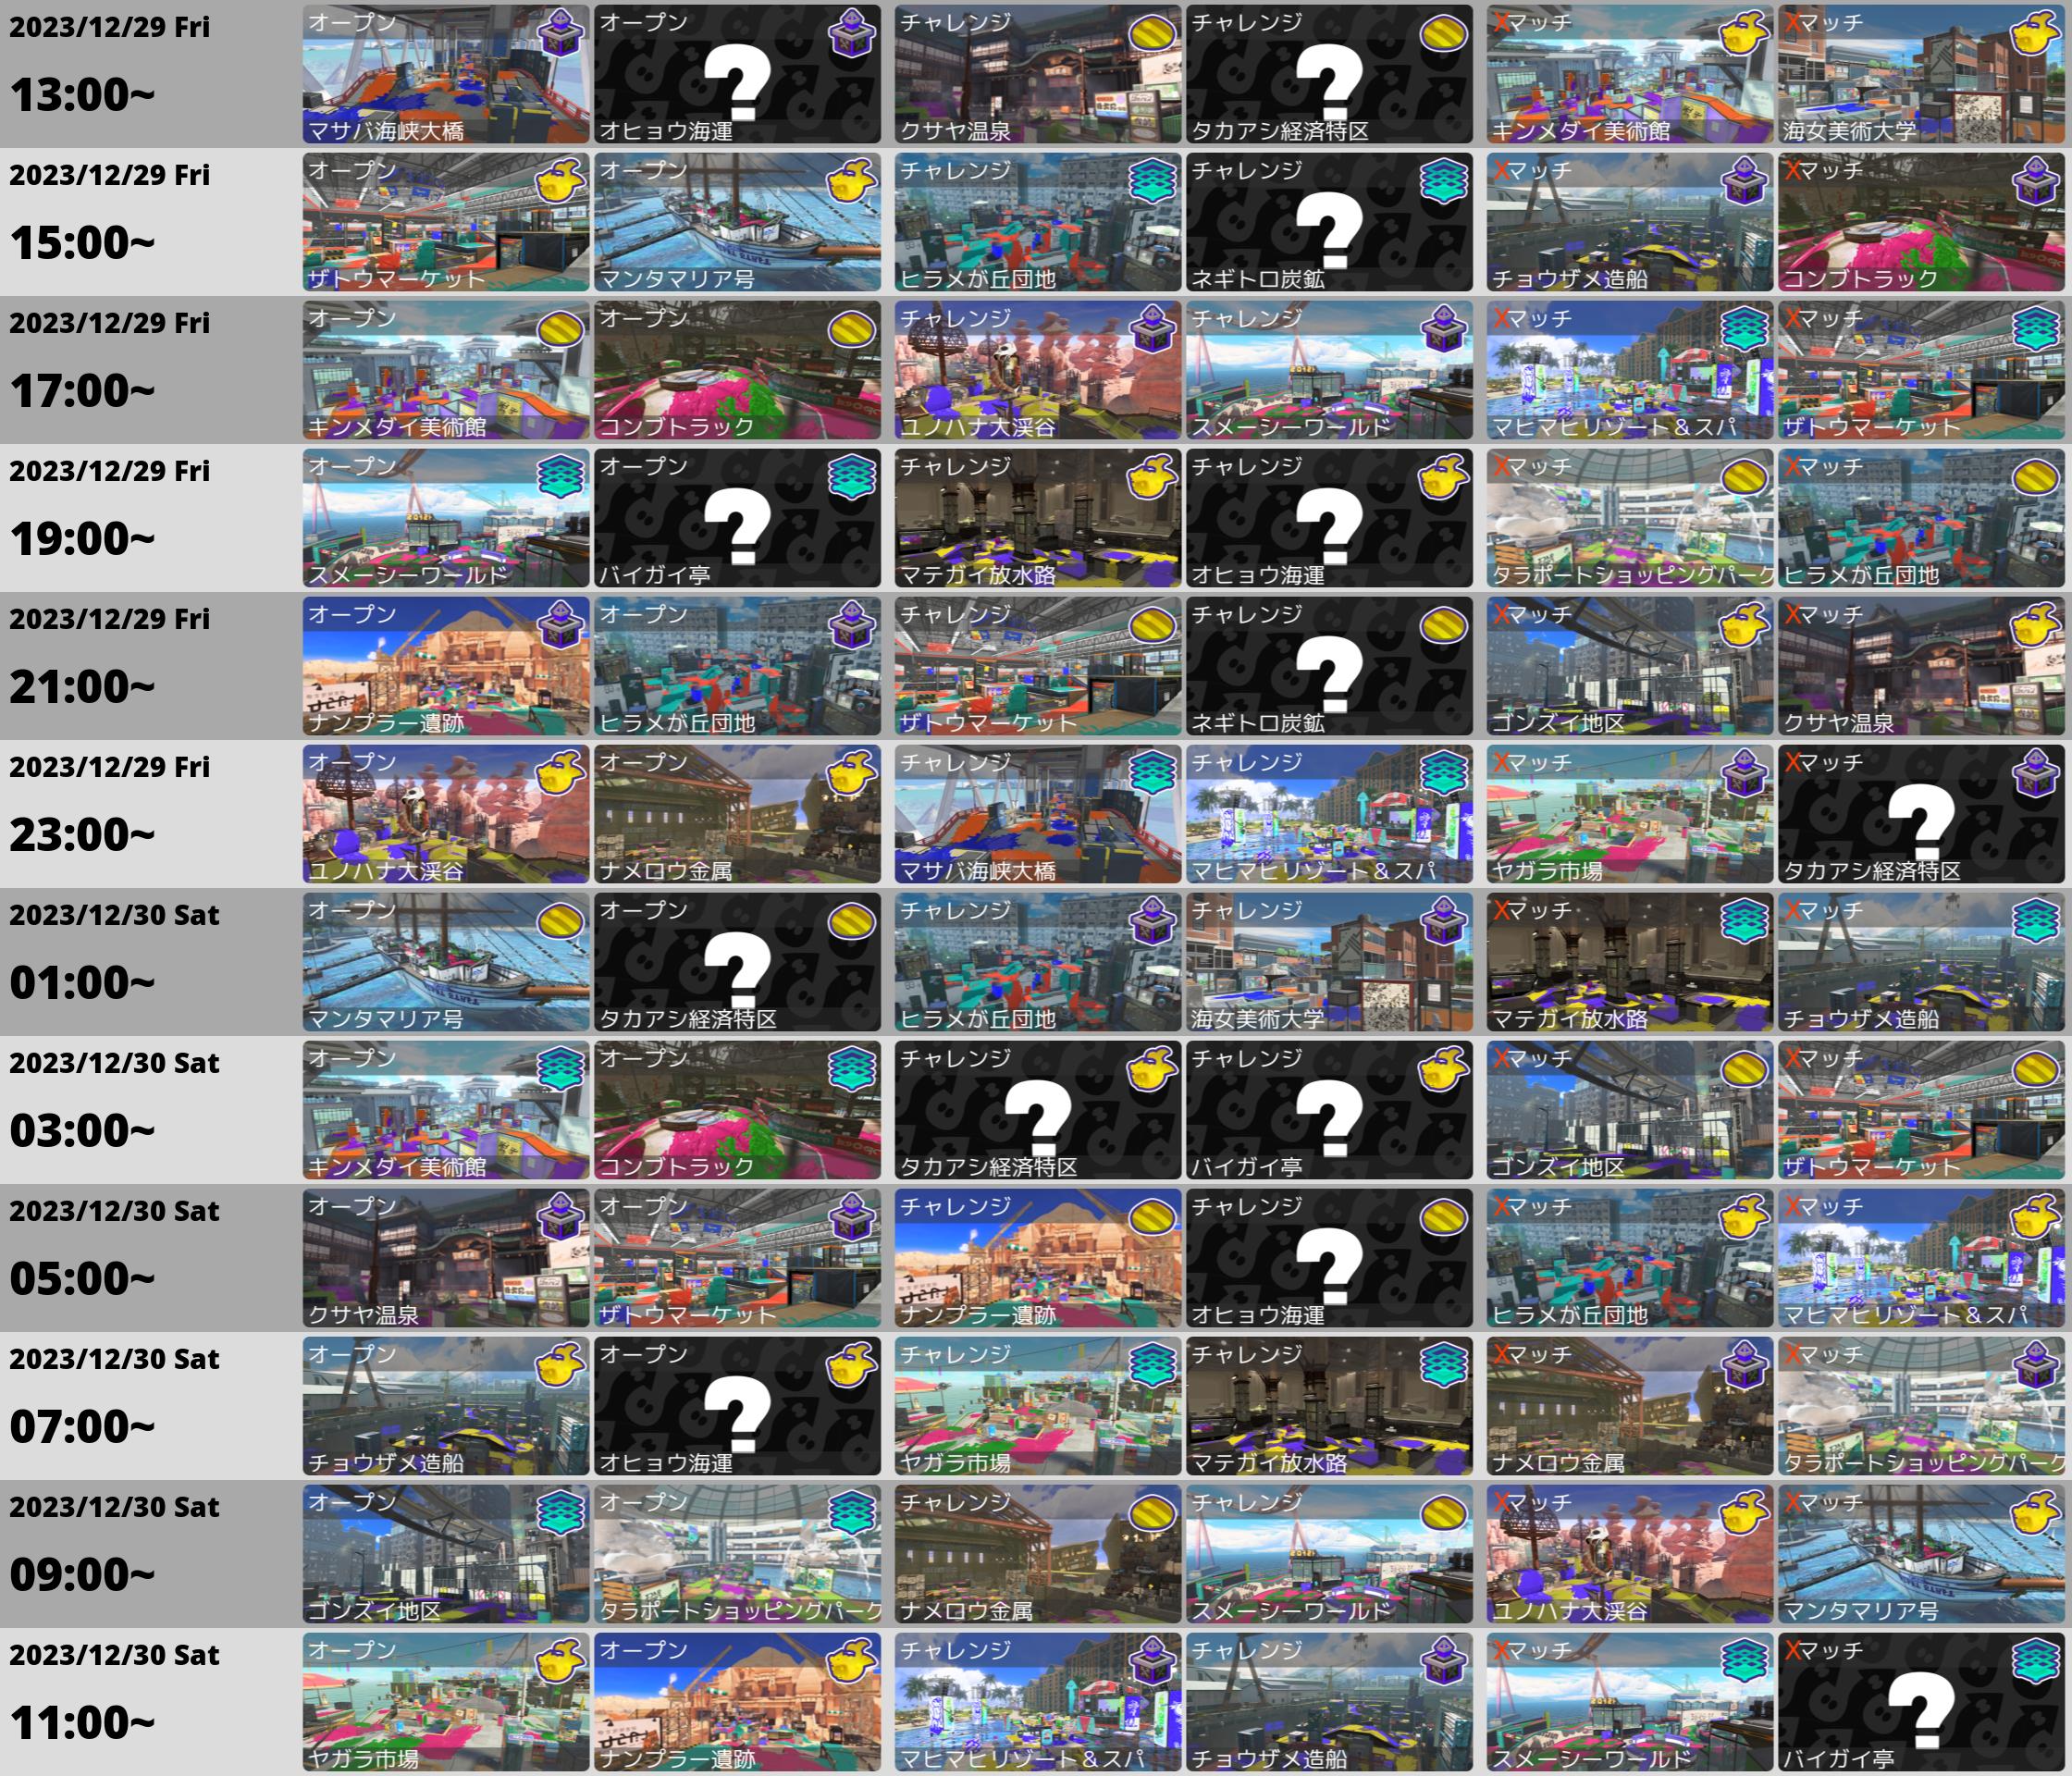 2023/12/29 Fri
13:00~
オープン オープン チャレンジ チャレンジ Xマッチ Xマッチ
マサバ海峡大橋 オヒョウ海運 クサヤ温泉 タカアシ経済特区 キンメダイ美術館 海女美術大学
2023/12/29 Fri
15:00~
オープン オープン チャレンジ チャレンジ Xマッチ Xマッチ
ザトウマーケット マンタマリア号 ヒラメが丘団地 ネギトロ炭鉱 チョウザメ造船 コンブトラック
2023/12/29 Fri
17:00~
オープン オープン チャレンジ チャレンジ Xマッチ Xマッチ
キンメダイ美術館 コンブトラック ユノハナ大渓谷 スメーシーワールド マヒマヒリゾート&スパ ザトウマーケット
2023/12/29 Fri
19:00~
オープン オープン チャレンジ チャレンジ Xマッチ Xマッチ
スメーシーワールド バイガイ亭 マテガイ放水路 オヒョウ海運 タラポートショッピングパーク ヒラメが丘団地
2023/12/29 Fri
21:00~
オープン オープン チャレンジ チャレンジ Xマッチ Xマッチ
ナンプラー遺跡 ヒラメが丘団地 ザトウマーケット ネギトロ炭鉱 ゴンズイ地区 クサヤ温泉
2023/12/29 Fri
23:00~
オープン オープン チャレンジ チャレンジ Xマッチ Xマッチ
ユノハナ大渓谷 ナメロウ金属 マサバ海峡大橋 マヒマヒリゾート&スパ ヤガラ市場 タカアシ経済特区
2023/12/30 Sat
01:00~
オープン オープン チャレンジ チャレンジ Xマッチ Xマッチ
マンタマリア号 タカアシ経済特区 ヒラメが丘団地 海女美術大学 マテガイ放水路 チョウザメ造船
2023/12/30 Sat
03:00~
オープン オープン チャレンジ チャレンジ Xマッチ Xマッチ
キンメダイ美術館 コンブトラック タカアシ経済特区 バイガイ亭 ゴンズイ地区 ザトウマーケット
2023/12/30 Sat
05:00~
オープン オープン チャレンジ チャレンジ Xマッチ Xマッチ
クサヤ温泉 ザトウマーケット ナンプラー遺跡 オヒョウ海運 ヒラメが丘団地 マヒマヒリゾート&スパ
2023/12/30 Sat
07:00~
オープン オープン チャレンジ チャレンジ Xマッチ Xマッチ
チョウザメ造船 オヒョウ海運 ヤガラ市場 マテガイ放水路 ナメロウ金属 タラポートショッピングパーク
2023/12/30 Sat
09:00~
オープン オープン チャレンジ チャレンジ Xマッチ Xマッチ
ゴンズイ地区 タラポートショッピングパーク ナメロウ金属 スメーシーワールド ユノハナ大渓谷 マンタマリア号
2023/12/30 Sat
11:00~
オープン オープン チャレンジ チャレンジ Xマッチ Xマッチ
ヤガラ市場 ナンプラー遺跡 マヒマヒリゾート&スパ チョウザメ造船 スメーシーワールド バイガイ亭